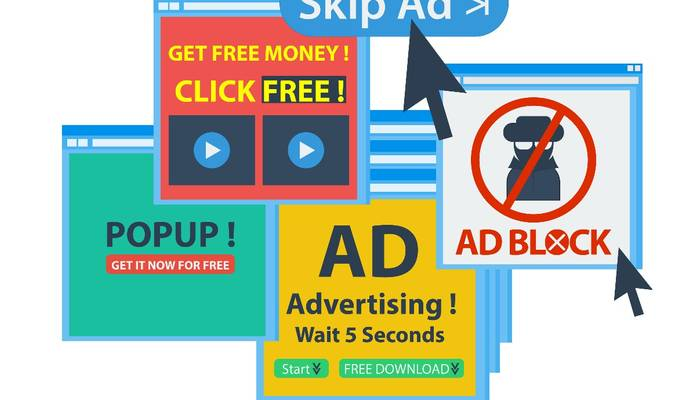 Skip Ad
GET FREE MONEY !
CLICK FREE !
POPUP !
GET IT NOW FOR FREE
AD
Advertising !
Wait 5 Seconds
Start
FREE DOWNLOAD
AD BLOCK